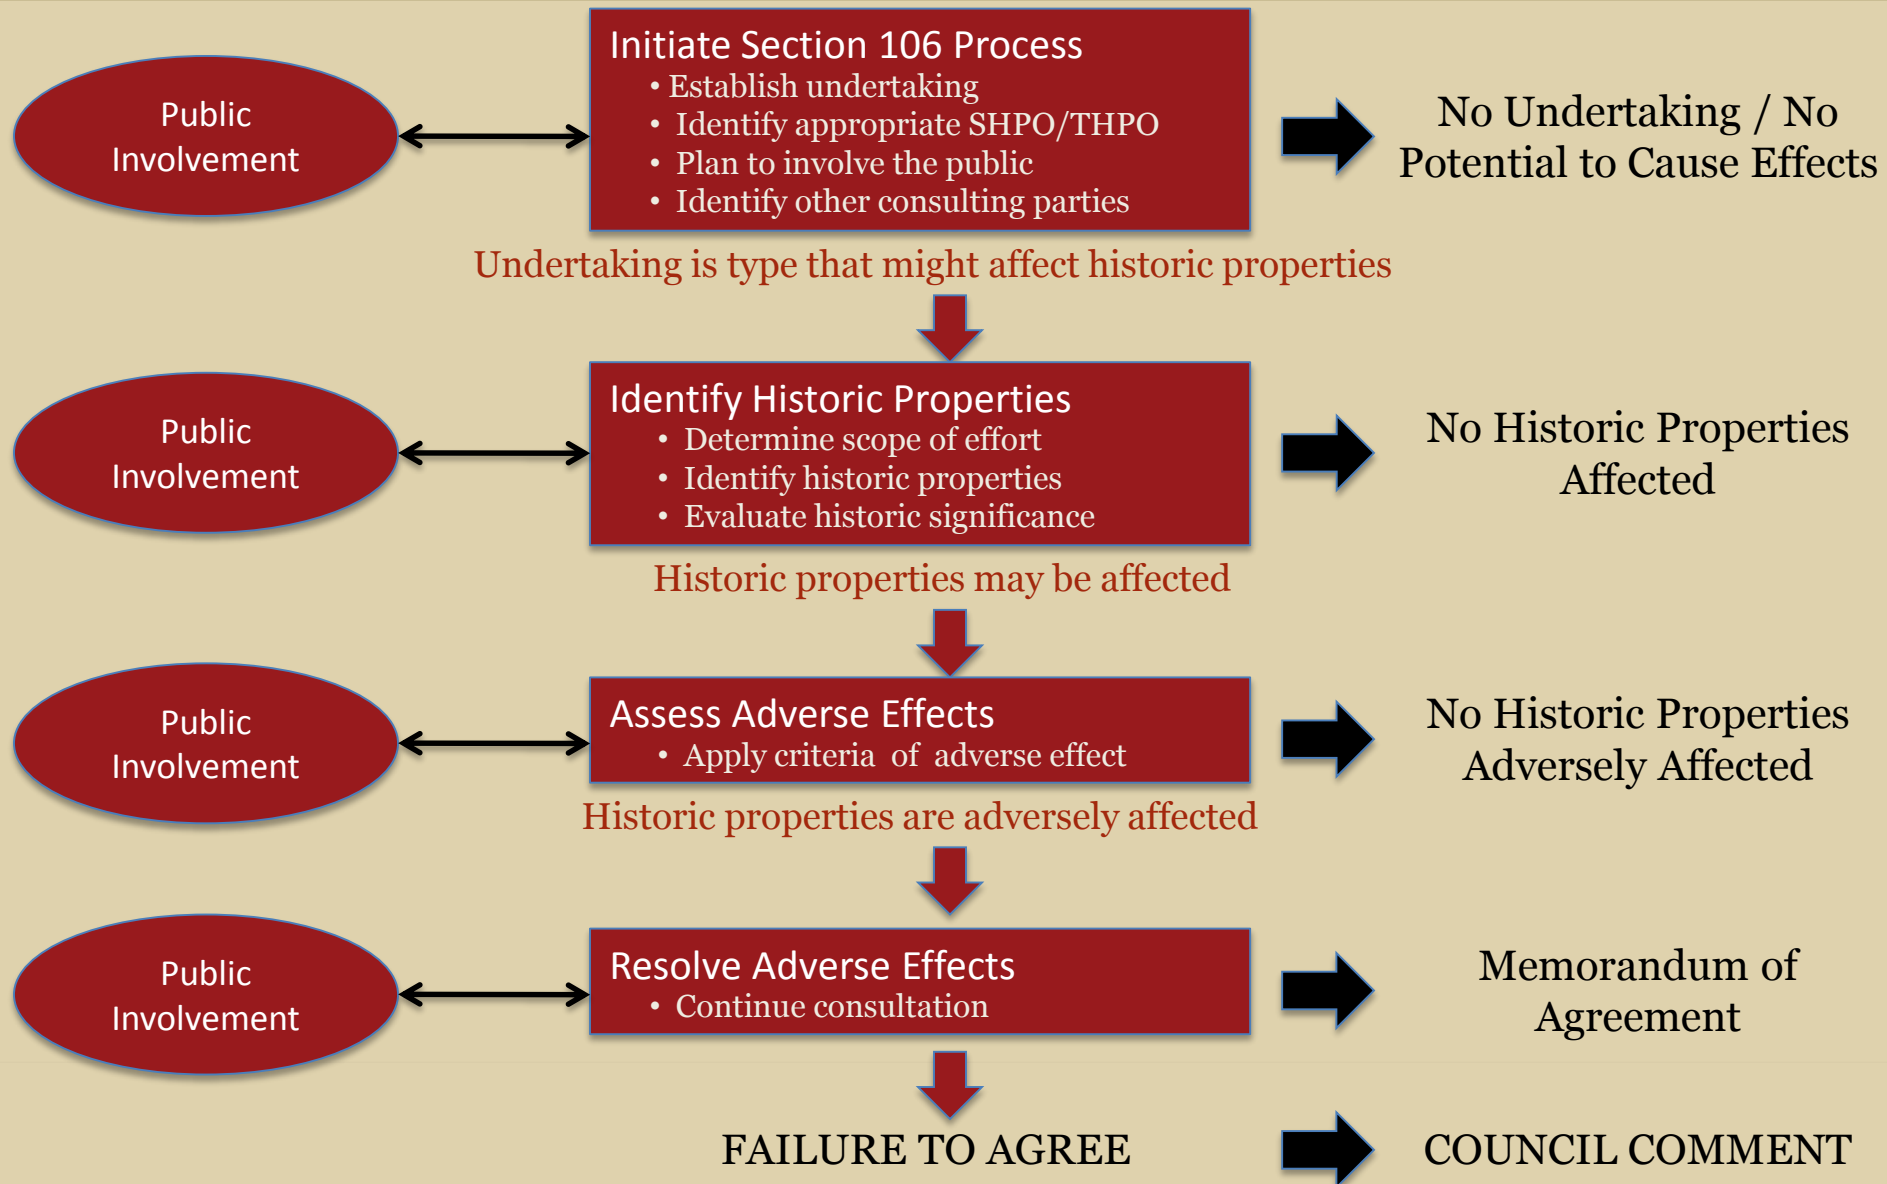 Public
Involvement
Initiate Section 106 Process
• Establish undertaking
• Identify appropriate SHPO/THPO
• Plan to involve the public
• Identify other consulting parties
No Undertaking / No
Potential to Cause Effects
Undertaking is type that might affect historic properties
Public
Involvement
Identify Historic Properties
• Determine scope of effort
• Identify historic properties
• Evaluate historic significance
No Historic Properties
Affected
Historic properties may be affected
Public
Involvement
Assess Adverse Effects
• Apply criteria of adverse effect
No Historic Properties
Adversely Affected
Historic properties are adversely affected
Public
Involvement
Resolve Adverse Effects
• Continue consultation
Memorandum of
Agreement
FAILURE TO AGREE
COUNCIL COMMENT